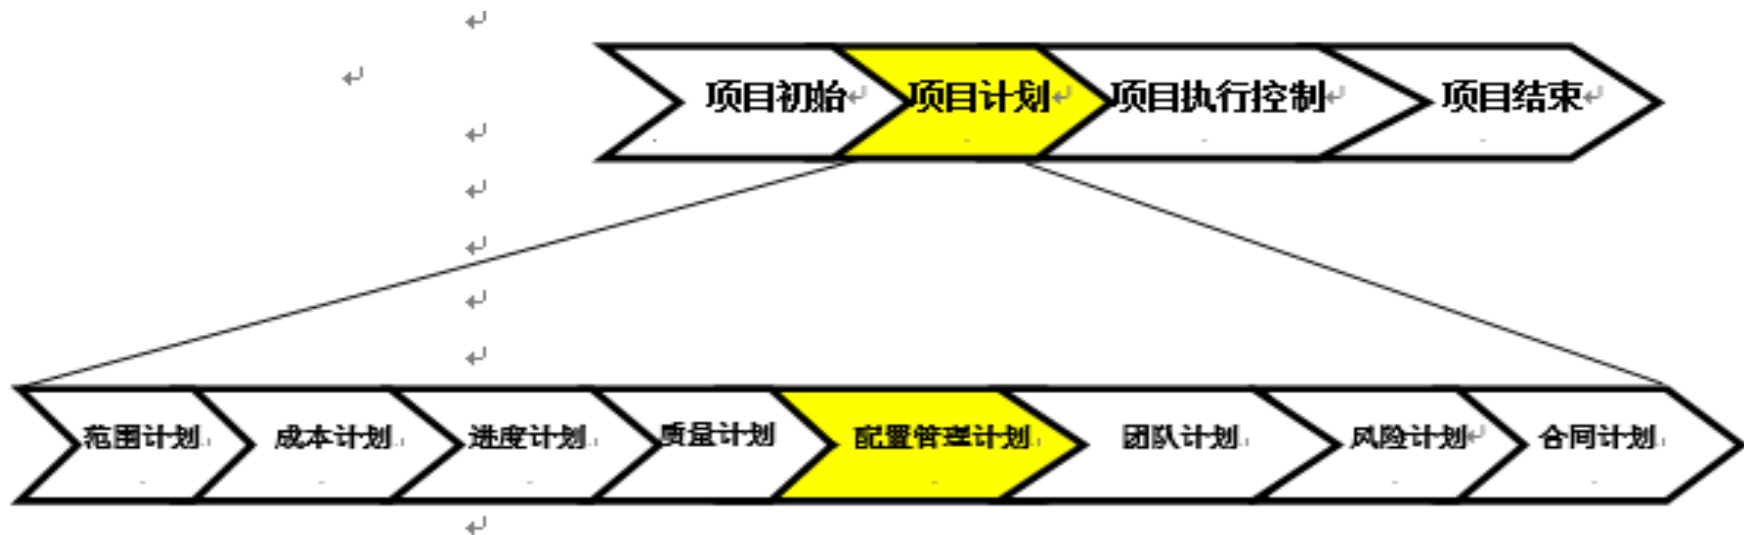 项目初始 项目计划 项目执行控制 项目结束
范围计划 成本计划 进度计划 质量计划 配置管理计划 团队计划 风险计划 合同计划